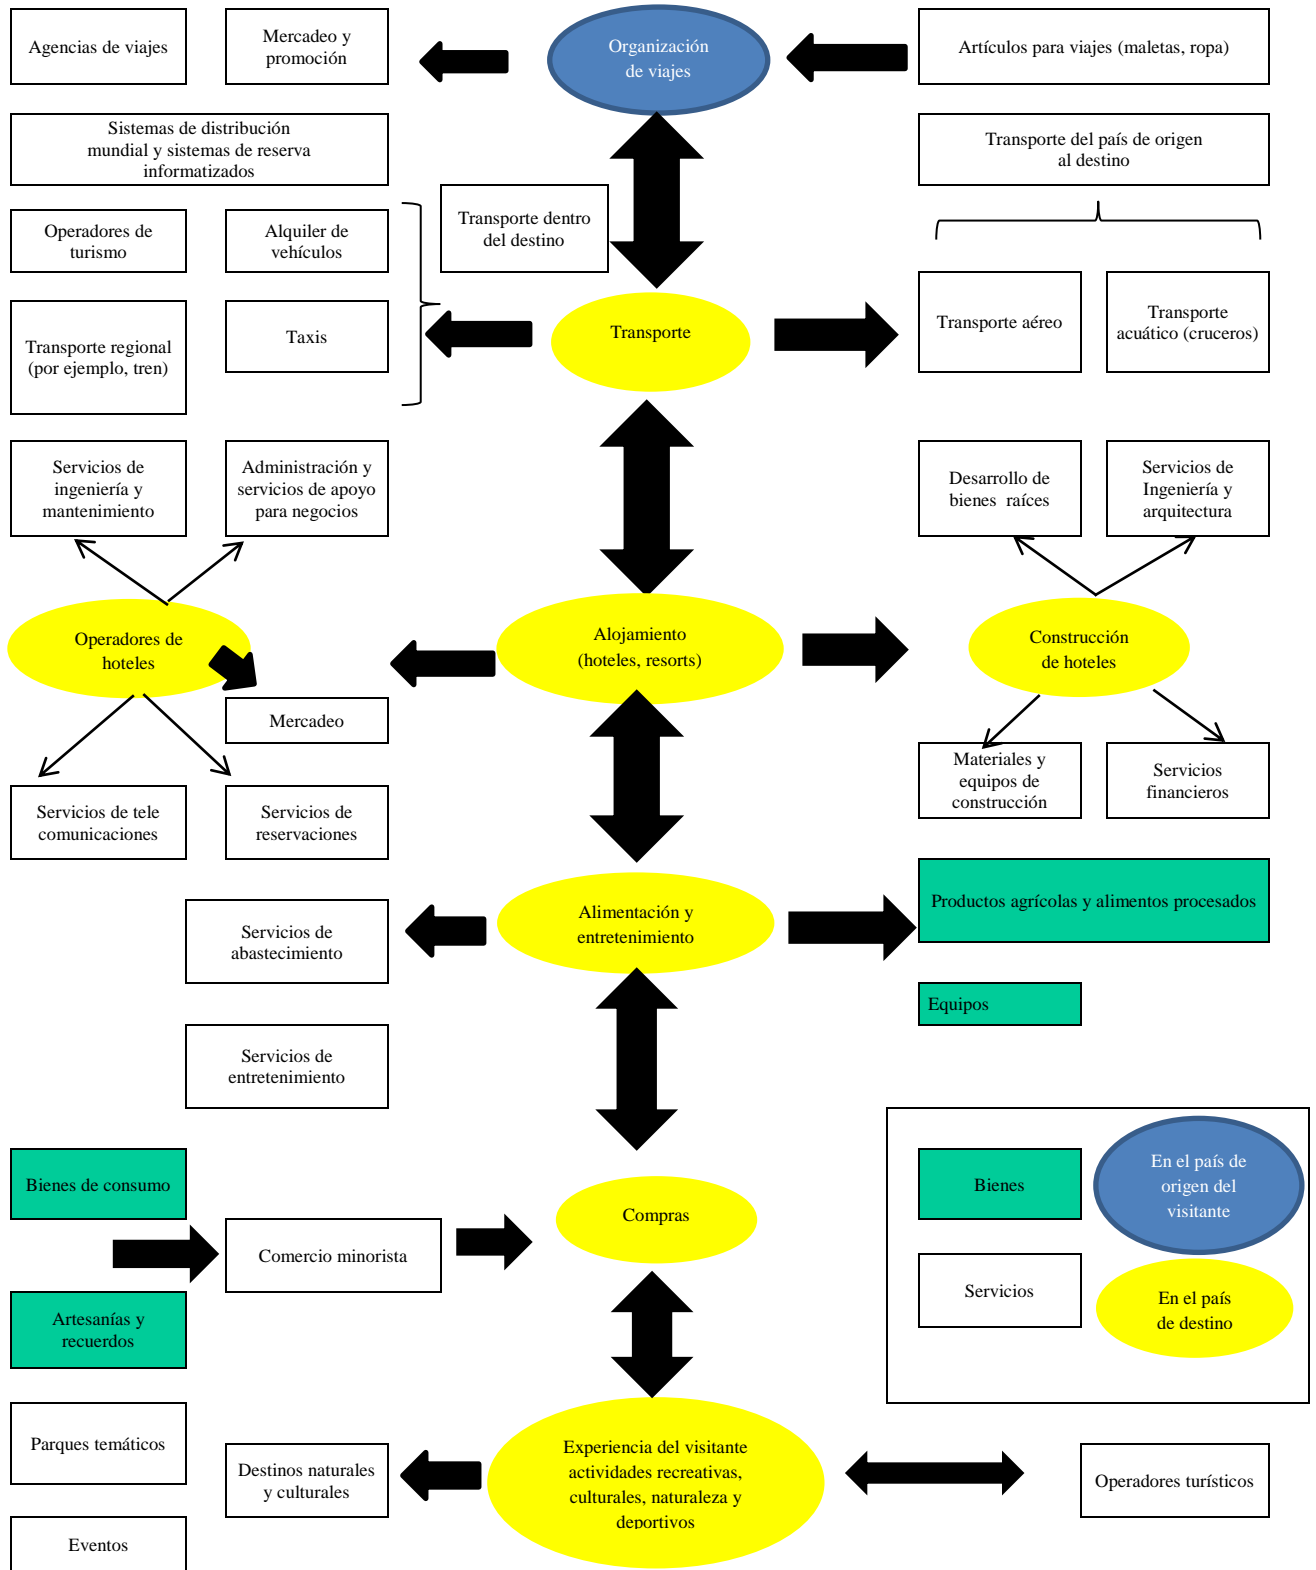 Agencias de viajes
Mercadeo y
promoción
Organización
de viajes
Artículos para viajes (maletas, ropa)
Sistemas de distribución
mundial y sistemas de reserva
informatizados
Transporte del país de origen
al destino
Operadores de
turismo
Alquiler de
vehículos
Transporte dentro
del destino
Transporte regional
(por ejemplo, tren)
Taxis
Transporte
Transporte aéreo
Transporte
acuático (cruceros)
Servicios de
ingeniería y
mantenimiento
Administración y
servicios de apoyo
para negocios
Desarrollo de
bienes raíces
Servicios de
Ingeniería y
arquitectura
Operadores de
hoteles
Alojamiento
(hoteles, resorts)
Construcción
de hoteles
Mercadeo
Servicios de tele
comunicaciones
Servicios de
reservaciones
Materiales y
equipos de
construcción
Servicios
financieros
Servicios de
abastecimiento
Alimentación y
entretenimiento
Productos agrícolas y alimentos procesados
Equipos
Servicios de
entretenimiento
Bienes de consumo
Comercio minorista
Compras
Artesanías y
recuerdos
Bienes
En el país de
origen del
visitante
Servicios
En el país
de destino
Parques temáticos
Destinos naturales
y culturales
Experiencia del visitante
actividades recreativas,
culturales, naturaleza y
deportivos
Operadores turísticos
Eventos